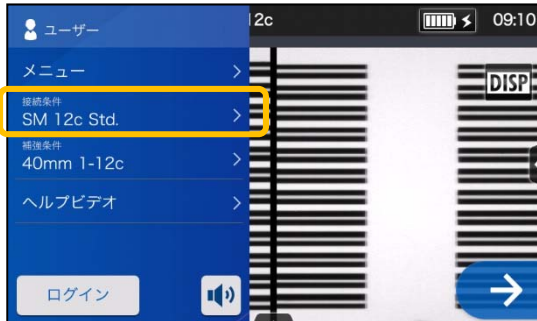 ユーザー
12c
09:10
メニュー
接続条件
SM 12c Std.
DISP
補強条件
40mm 1-12c
ヘルプビデオ
ログイン